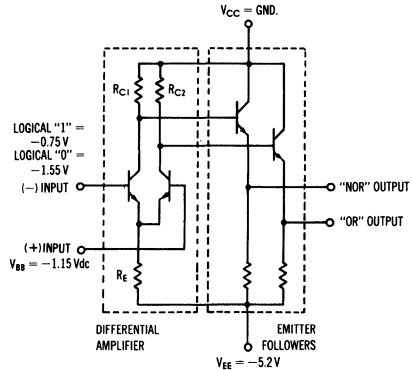 V_CC = GND.
R_C1
R_C2
LOGICAL "1" =
−0.75 V
LOGICAL "0" =
−1.55 V
(−) INPUT
"NOR" OUTPUT
"OR" OUTPUT
(+) INPUT
V_BB = −1.15 Vdc
R_E
DIFFERENTIAL
AMPLIFIER
EMITTER
FOLLOWERS
V_EE = −5.2 V